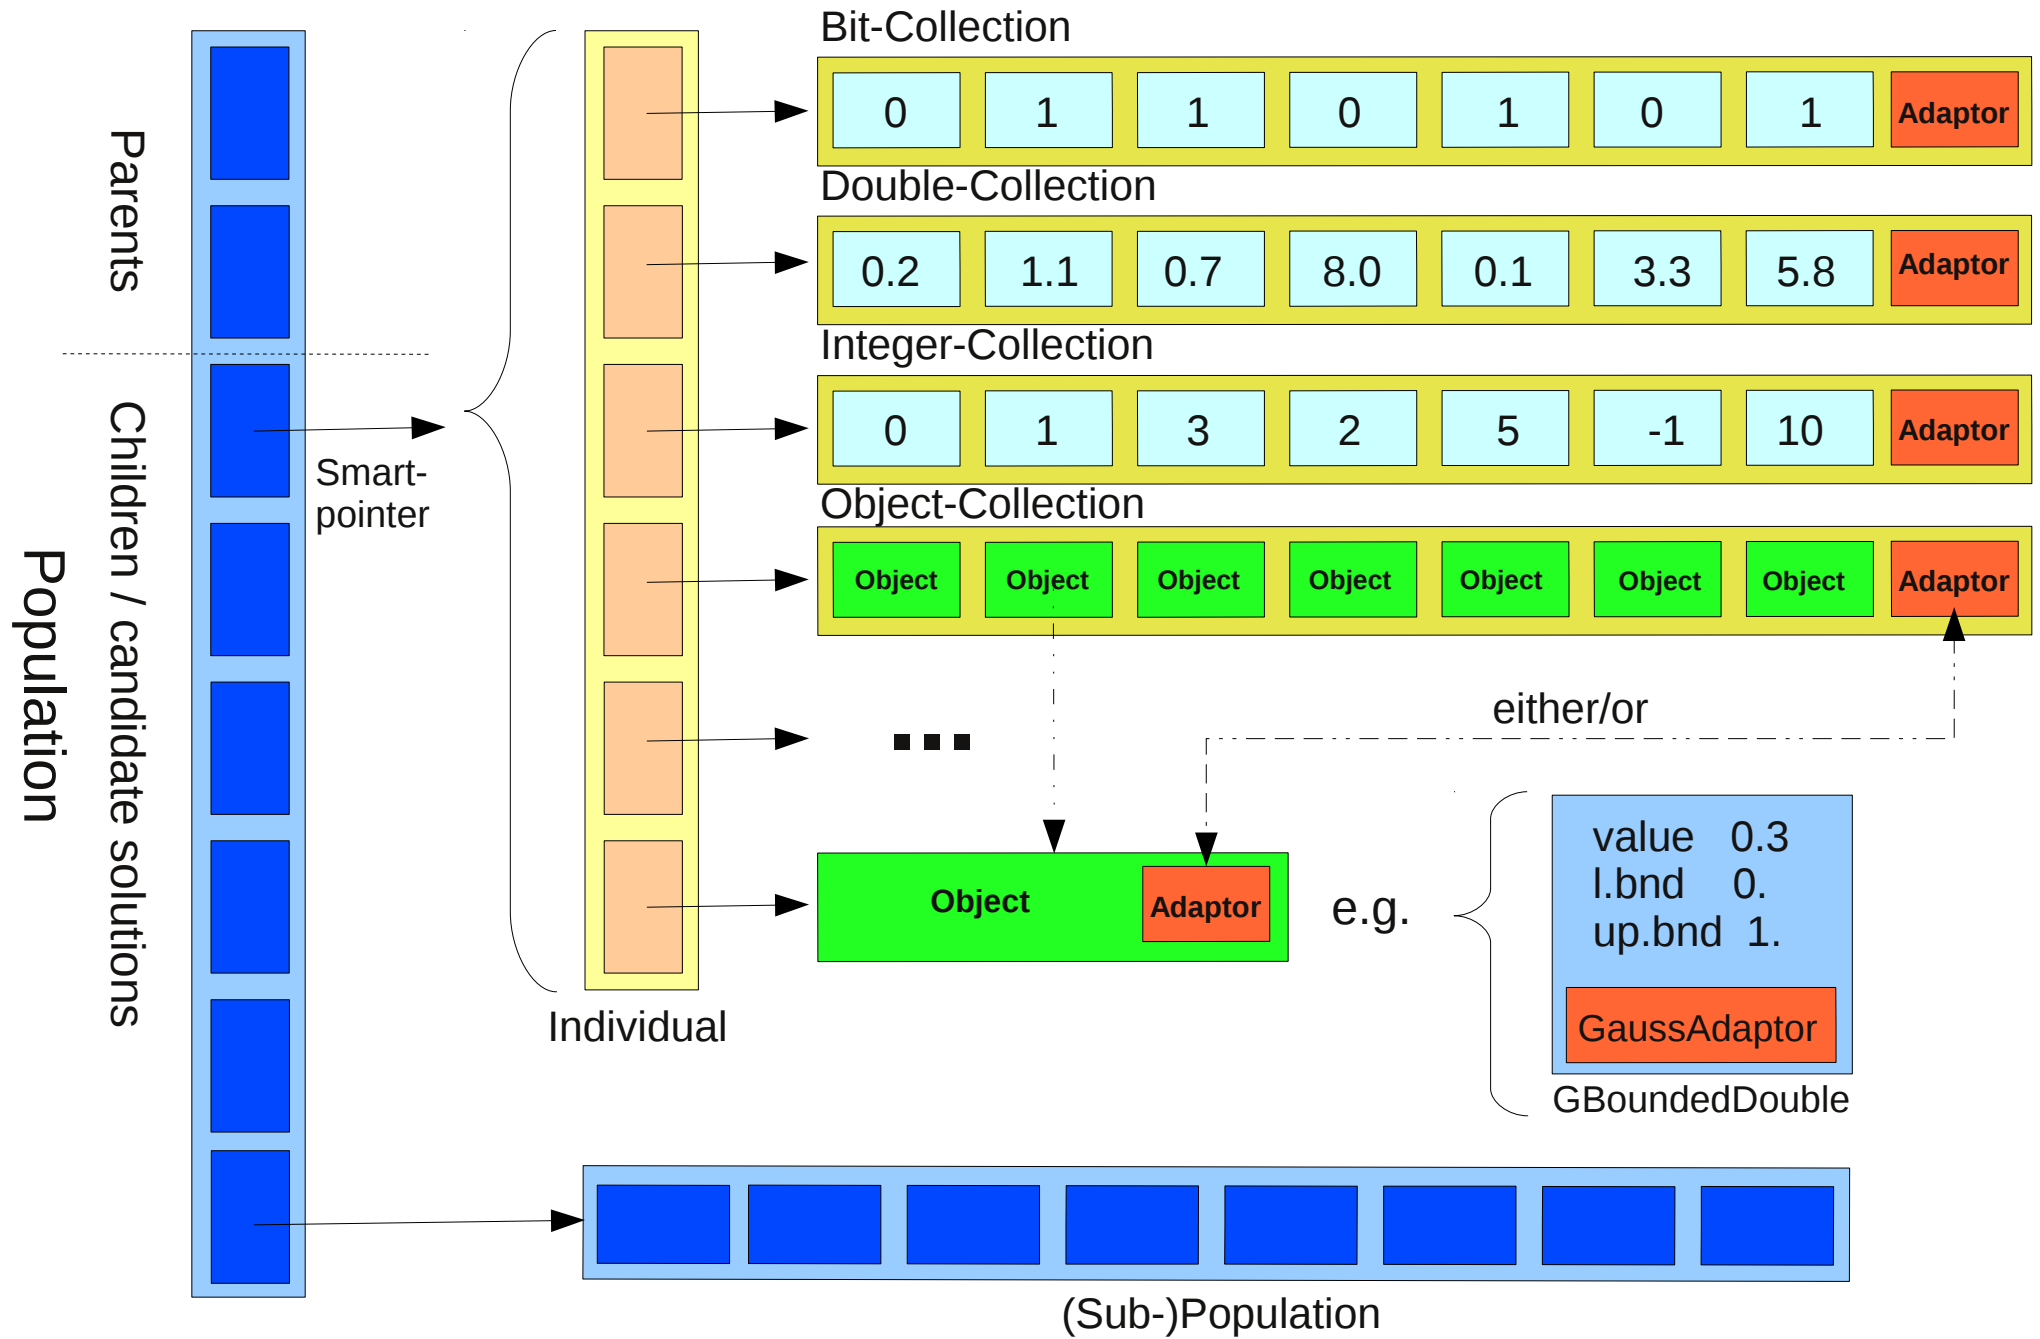 Population
Parents
Children / candidate solutions
Smart-
pointer
Individual
Bit-Collection
0 1 1 0 1 0 1 Adaptor
Double-Collection
0.2 1.1 0.7 8.0 0.1 3.3 5.8 Adaptor
Integer-Collection
0 1 3 2 5 -1 10 Adaptor
Object-Collection
Object Object Object Object Object Object Object Adaptor
either/or
...
Object Adaptor
e.g.
value 0.3
l.bnd 0.
up.bnd 1.
GaussAdaptor
GBoundedDouble
(Sub-)Population